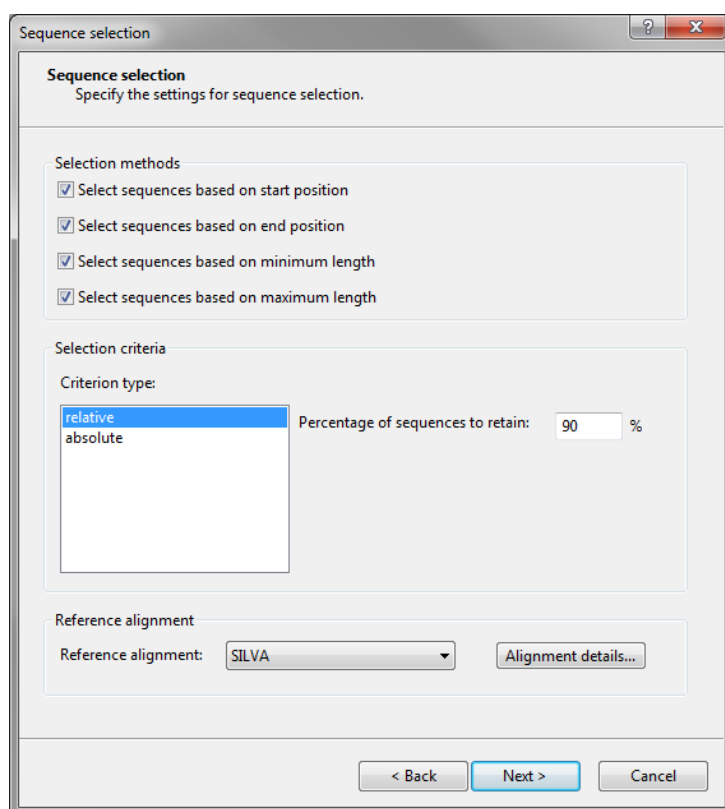 Sequence selection
Sequence selection
Specify the settings for sequence selection.
Selection methods
Select sequences based on start position
Select sequences based on end position
Select sequences based on minimum length
Select sequences based on maximum length
Selection criteria
Criterion type:
relative
absolute
Percentage of sequences to retain: 90 %
Reference alignment
Reference alignment: SILVA Alignment details...
< Back Next > Cancel